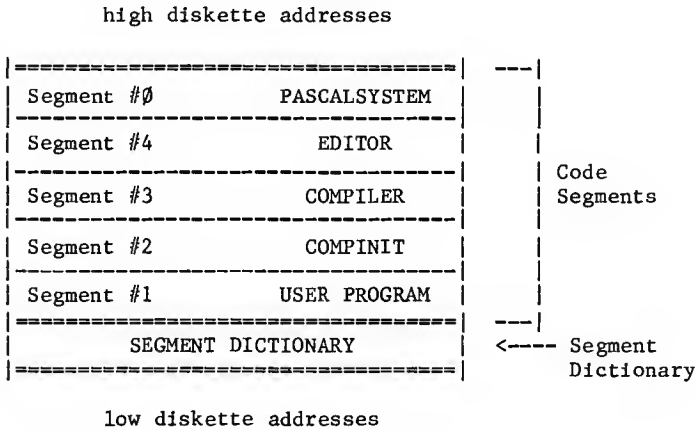 high diskette addresses
Segment #0 PASCALSYSTEM
Segment #4 EDITOR
Code
Segment #3 COMPILER Segments
Segment #2 COMPINIT
Segment #1 USER PROGRAM
SEGMENT DICTIONARY <---- Segment
Dictionary
low diskette addresses